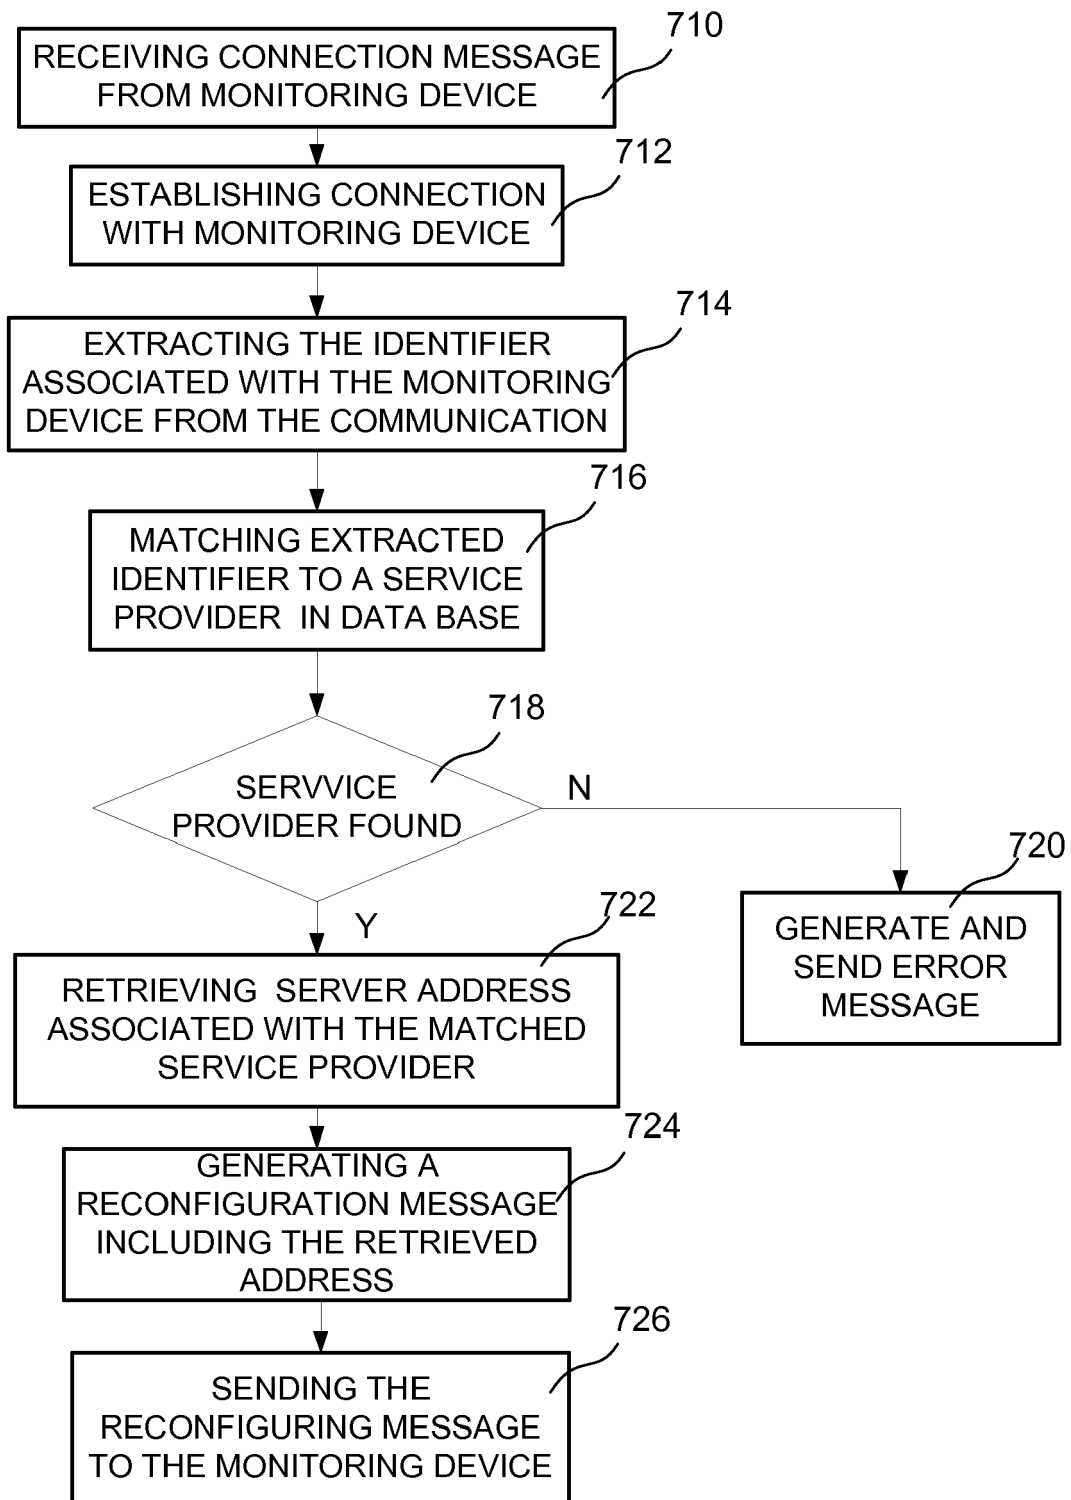 710
RECEIVING CONNECTION MESSAGE
FROM MONITORING DEVICE
712
ESTABLISHING CONNECTION
WITH MONITORING DEVICE
714
EXTRACTING THE IDENTIFIER
ASSOCIATED WITH THE MONITORING
DEVICE FROM THE COMMUNICATION
716
MATCHING EXTRACTED
IDENTIFIER TO A SERVICE
PROVIDER IN DATA BASE
718
SERVVICE
PROVIDER FOUND
N
Y
720
GENERATE AND
SEND ERROR
MESSAGE
722
RETRIEVING SERVER ADDRESS
ASSOCIATED WITH THE MATCHED
SERVICE PROVIDER
724
GENERATING A
RECONFIGURATION MESSAGE
INCLUDING THE RETRIEVED
ADDRESS
726
SENDING THE
RECONFIGURING MESSAGE
TO THE MONITORING DEVICE